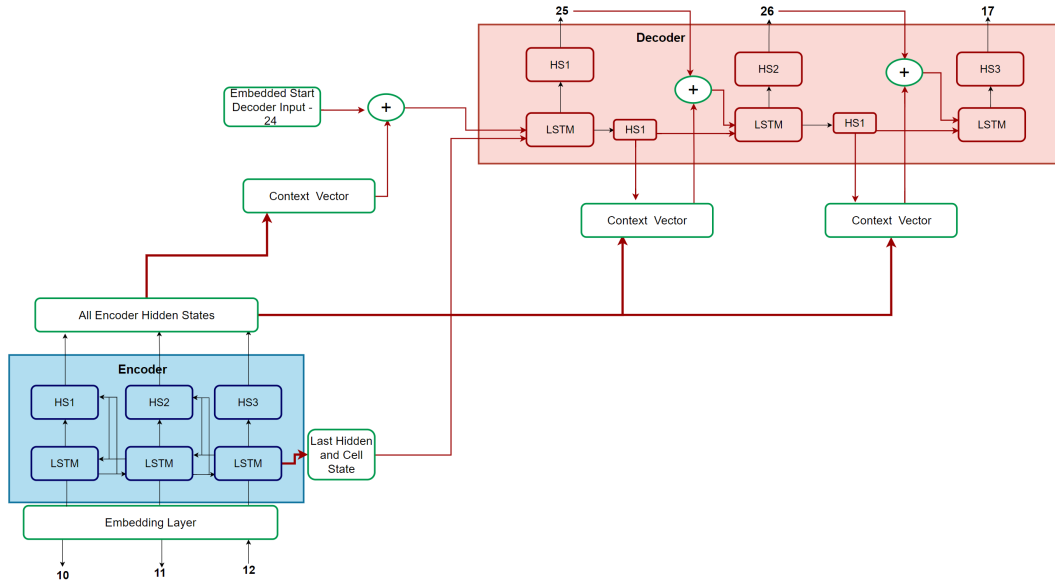 25
26
17
Decoder
HS1
HS2
HS3
Embedded Start
Decoder Input -
24
+
+
+
LSTM
HS1
LSTM
HS1
LSTM
Context Vector
Context Vector
Context Vector
All Encoder Hidden States
Encoder
HS1
HS2
HS3
LSTM
LSTM
LSTM
Last Hidden
and Cell
State
Embedding Layer
10
11
12